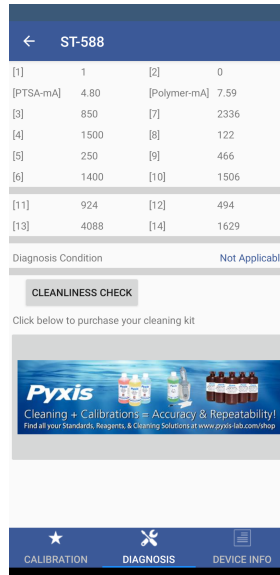 ST-588
[1] 1 [2] 0
[PTSA-mA] 4.80 [Polymer-mA] 7.59
[3] 850 [7] 2336
[4] 1500 [8] 122
[5] 250 [9] 466
[6] 1400 [10] 1506
[11] 924 [12] 494
[13] 4088 [14] 1629
Diagnosis Condition Not Applicabl
CLEANLINESS CHECK
Click below to purchase your cleaning kit
Pyxis
Cleaning + Calibrations = Accuracy & Repeatability!
Find all your Standards, Reagents, & Cleaning Solutions at www.pyxis-lab.com/shop
CALIBRATION DIAGNOSIS DEVICE INFO